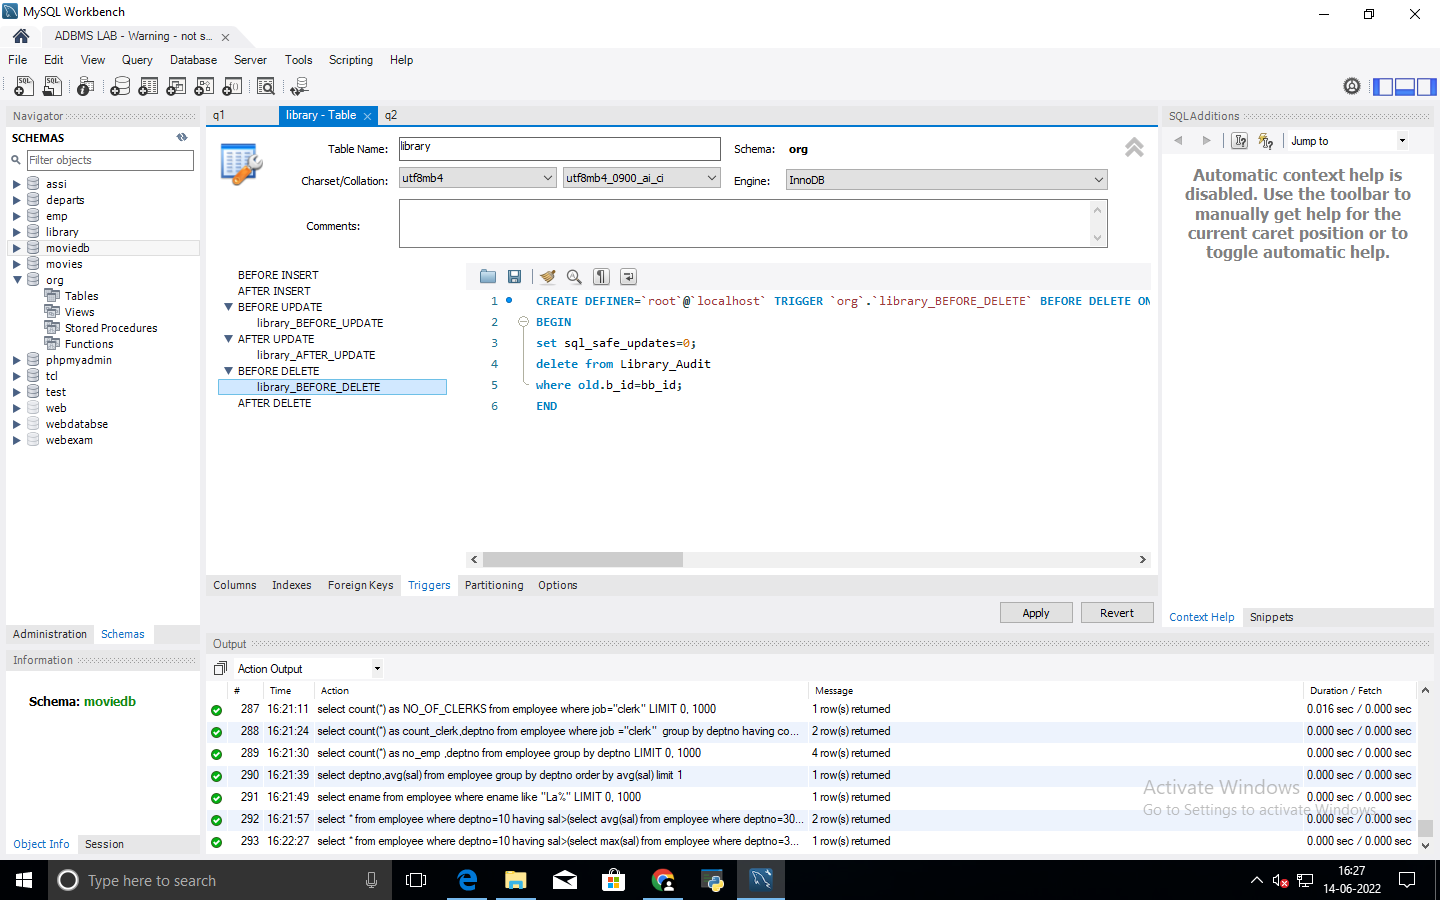 MySQL Workbench
ADBMS LAB - Warning - not s...
File Edit View Query Database Server Tools Scripting Help
Navigator
SCHEMAS
Filter objects
assi
departs
emp
library
moviedb
movies
org
Tables
Views
Stored Procedures
Functions
phpmyadmin
tcl
test
web
webdatabse
webexam
Administration Schemas
Information
Schema: moviedb
Object Info Session
q1 library - Table q2
Table Name: library Schema: org
Charset/Collation: utf8mb4 utf8mb4_0900_ai_ci Engine: InnoDB
Comments:
BEFORE INSERT
AFTER INSERT
BEFORE UPDATE
library_BEFORE_UPDATE
AFTER UPDATE
library_AFTER_UPDATE
BEFORE DELETE
library_BEFORE_DELETE
AFTER DELETE
1 CREATE DEFINER=`root`@`localhost` TRIGGER `org`.`library_BEFORE_DELETE` BEFORE DELETE ON
2 BEGIN
3 set sql_safe_updates=0;
4 delete from Library_Audit
5 where old.b_id=bb_id;
6 END
Columns Indexes Foreign Keys Triggers Partitioning Options
Apply Revert
SQLAdditions
Jump to
Automatic context help is
disabled. Use the toolbar to
manually get help for the
current caret position or to
toggle automatic help.
Context Help Snippets
Output
Action Output
# Time Action Message Duration / Fetch
287 16:21:11 select count(*) as NO_OF_CLERKS from employee where job="clerk" LIMIT 0, 1000 1 row(s) returned 0.016 sec / 0.000 sec
288 16:21:24 select count(*) as count_clerk,deptno from employee where job ="clerk" group by deptno having co... 2 row(s) returned 0.000 sec / 0.000 sec
289 16:21:30 select count(*) as no_emp ,deptno from employee group by deptno LIMIT 0, 1000 4 row(s) returned 0.000 sec / 0.000 sec
290 16:21:39 select deptno,avg(sal) from employee group by deptno order by avg(sal) limit 1 1 row(s) returned 0.000 sec / 0.000 sec
291 16:21:49 select ename from employee where ename like "La%" LIMIT 0, 1000 1 row(s) returned 0.000 sec / 0.000 sec
292 16:21:57 select * from employee where deptno=10 having sal>(select avg(sal) from employee where deptno=30... 2 row(s) returned 0.000 sec / 0.000 sec
293 16:22:27 select * from employee where deptno=10 having sal>(select max(sal) from employee where deptno=3... 1 row(s) returned 0.000 sec / 0.000 sec
Activate Windows
Go to Settings to activate Windows.
Type here to search
16:27
14-06-2022